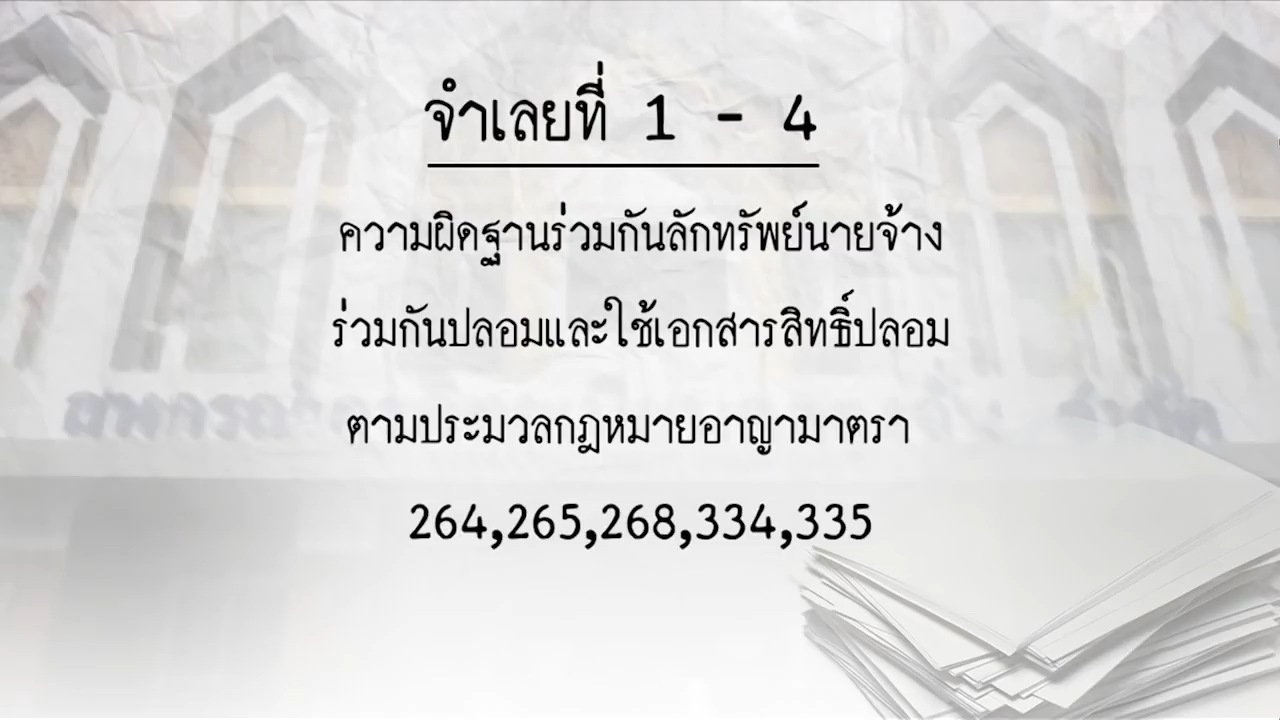 จำเลยที่ 1 - 4
ความผิดฐานร่วมกันลักทรัพย์นายจ้าง
ร่วมกันปลอมและใช้เอกสารสิทธิ์ปลอม
ตามประมวลกฎหมายอาญามาตรา
264,265,268,334,335